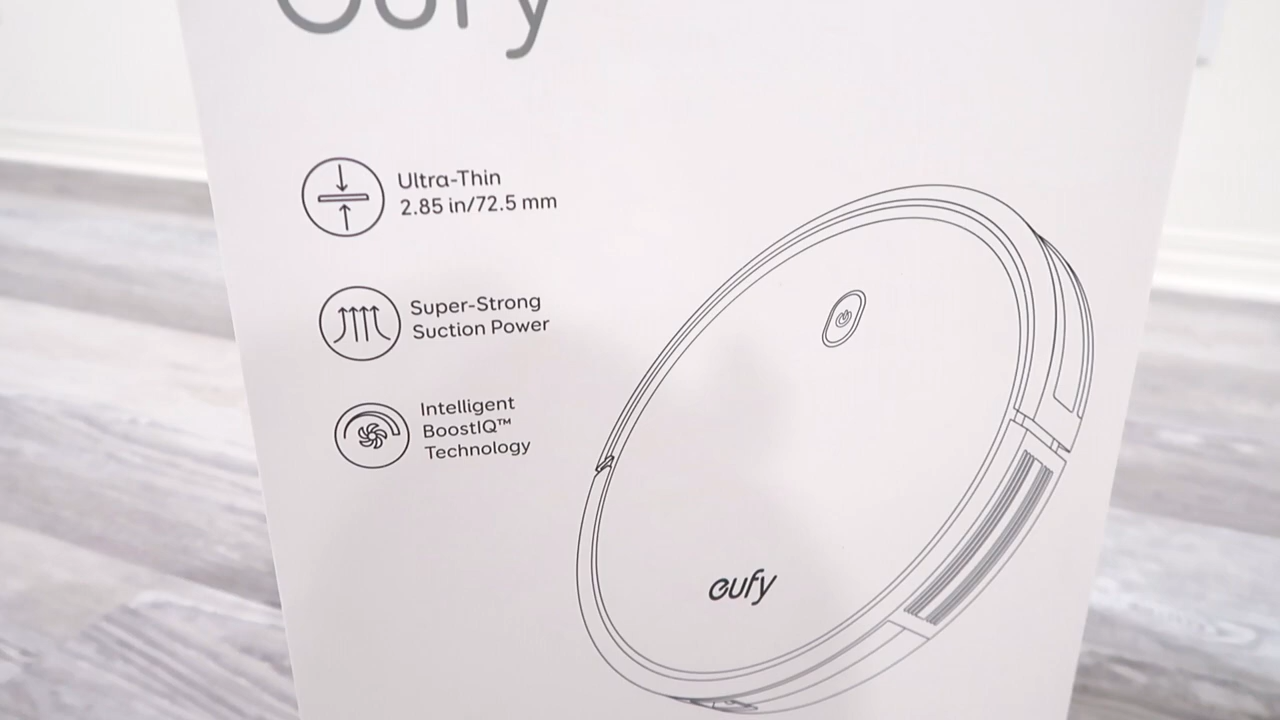 eufy
Ultra-Thin
2.85 in/72.5 mm
Super-Strong
Suction Power
Intelligent
BoostIQ™
Technology
eufy